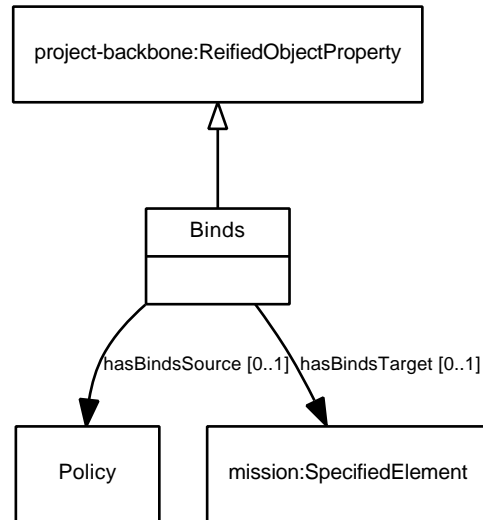 project-backbone:ReifiedObjectProperty
Binds
hasBindsSource [0..1]
hasBindsTarget [0..1]
Policy
mission:SpecifiedElement